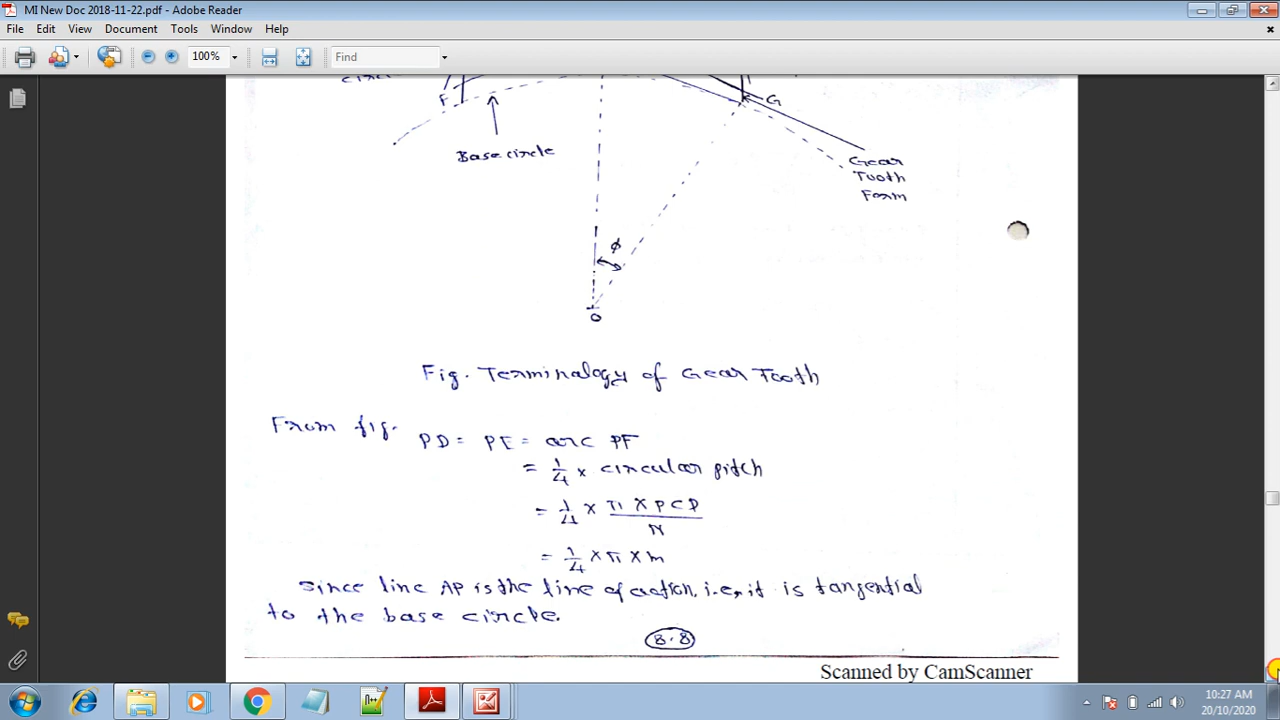 MI New Doc 2018-11-22.pdf - Adobe Reader
File Edit View Document Tools Window Help
100% Find
F
G
Base circle
Gear
Tooth
Form
φ
O
Fig. Terminalogy of Gear Tooth
From fig. PD = PE = arc PF
= 1/4 × circular pitch
= 1/4 × π × PCD / N
= 1/4 × π × m
Since line AP is the line of action, i.e, it is tangential
to the base circle.
8.8
Scanned by CamScanner
10:27 AM
20/10/2020